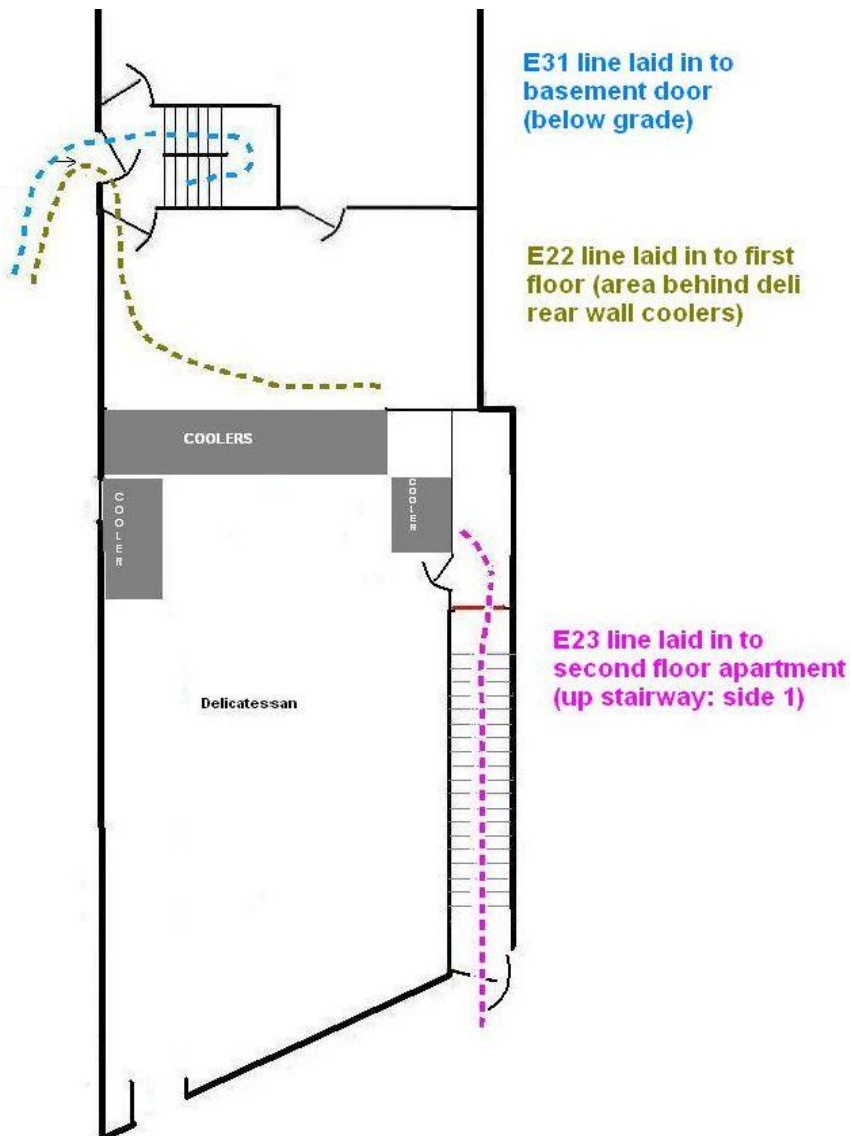 E31 line laid in to
basement door
(below grade)
E22 line laid in to first
floor (area behind deli
rear wall coolers)
COOLERS
COOLER
COOLER
E23 line laid in to
second floor apartment
(up stairway: side 1)
Delicatessan